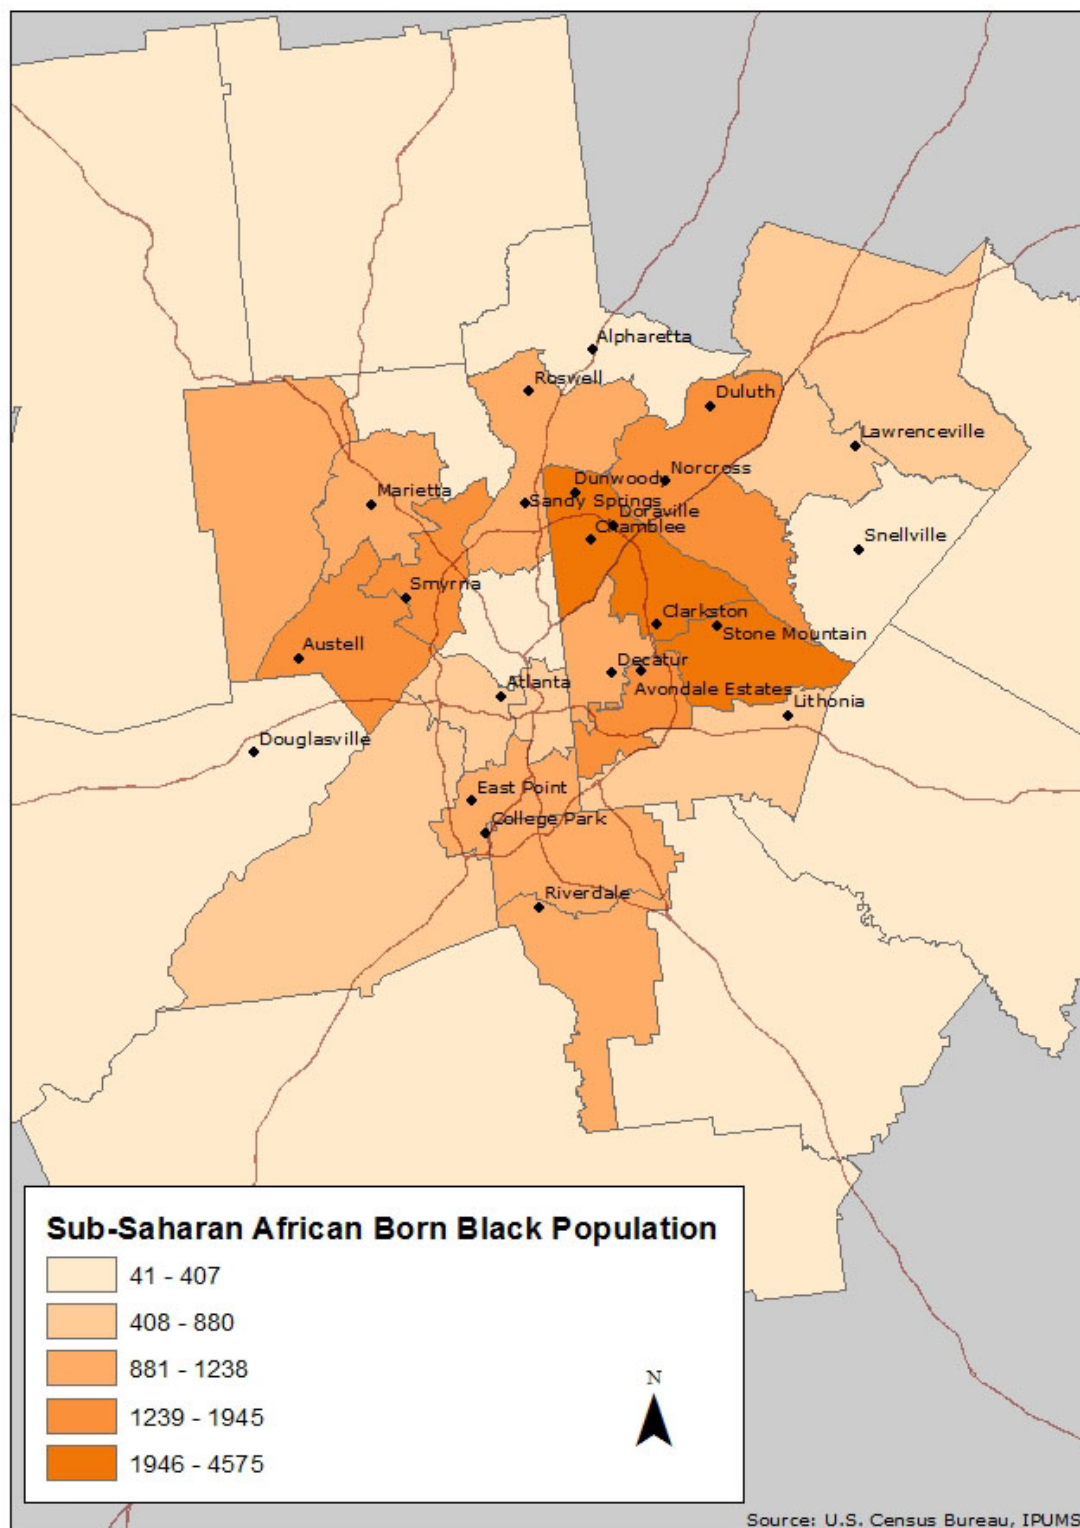 Alpharetta
Roswell
Duluth
Lawrenceville
Norcross
Dunwoody
Marietta
Sandy Springs
Doraville
Chamblee
Snellville
Smyrna
Clarkston
Stone Mountain
Austell
Decatur
Atlanta
Avondale Estates
Lithonia
Douglasville
East Point
College Park
Riverdale
Sub-Saharan African Born Black Population
41 - 407
408 - 880
881 - 1238
1239 - 1945
1946 - 4575
N
Source: U.S. Census Bureau, IPUMS